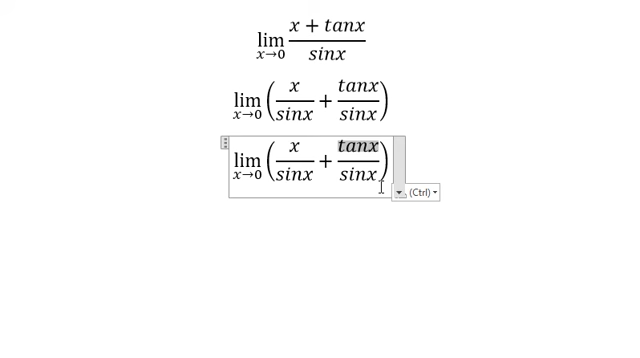 lim x→0 (x + tanx)/sinx
lim x→0 (x/sinx + tanx/sinx)
lim x→0 (x/sinx + tanx/sinx)
(Ctrl)